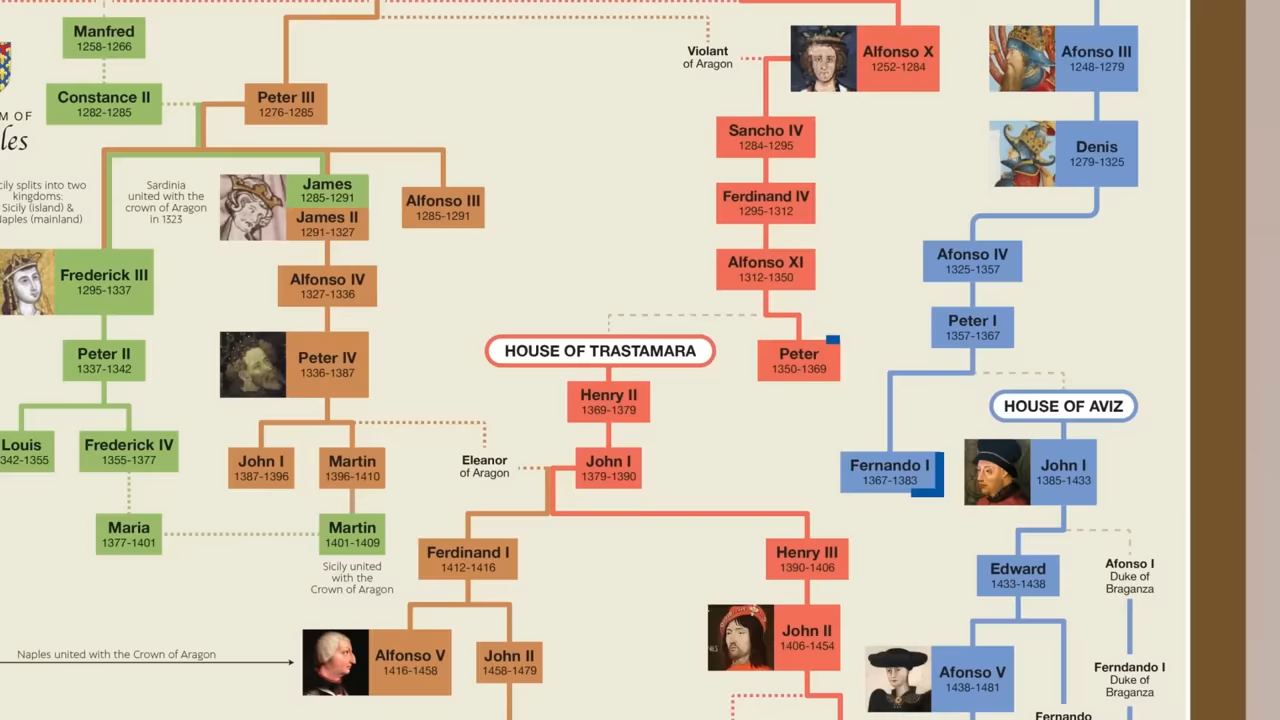 Manfred
1258-1266
Violant
of Aragon
Alfonso X
1252-1284
Afonso III
1248-1279
Constance II
1282-1285
Peter III
1276-1285
M OF
les
Sancho IV
1284-1295
Denis
1279-1325
cily splits into two
kingdoms:
Sicily (island) &
Naples (mainland)
Sardinia
united with the
crown of Aragon
in 1323
James
1285-1291
James II
1291-1327
Alfonso III
1285-1291
Ferdinand IV
1295-1312
Frederick III
1295-1337
Alfonso IV
1327-1336
Alfonso XI
1312-1350
Afonso IV
1325-1357
Peter I
1357-1367
Peter II
1337-1342
Peter IV
1336-1387
HOUSE OF TRASTAMARA
Peter
1350-1369
Henry II
1369-1379
HOUSE OF AVIZ
Louis
342-1355
Frederick IV
1355-1377
John I
1387-1396
Martin
1396-1410
Eleanor
of Aragon
John I
1379-1390
Fernando I
1367-1383
John I
1385-1433
Maria
1377-1401
Martin
1401-1409
Sicily united
with the
Crown of Aragon
Ferdinand I
1412-1416
Henry III
1390-1406
Edward
1433-1438
Afonso I
Duke of
Braganza
Naples united with the Crown of Aragon
Alfonso V
1416-1458
John II
1458-1479
John II
1406-1454
Afonso V
1438-1481
Ferndando I
Duke of
Braganza
Fernando